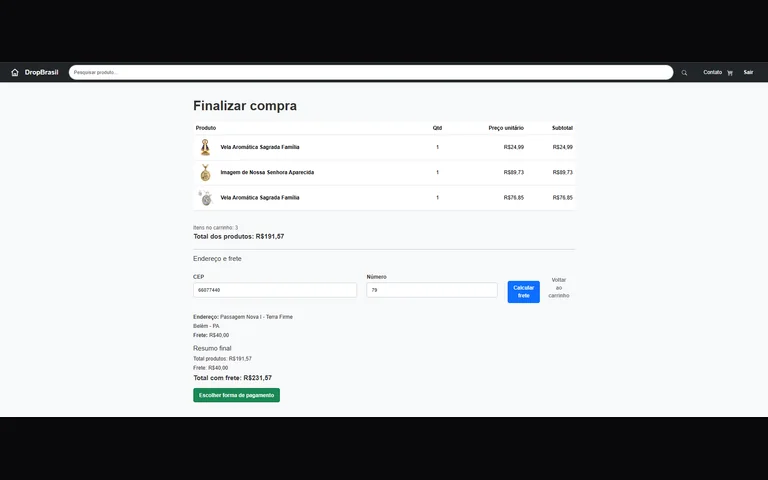 DropBrasil Pesquisar produto... Contato Sair
Finalizar compra
Produto Qtd Preço unitário Subtotal
Vela Aromática Sagrada Família 1 R$24,99 R$24,99
Imagem de Nossa Senhora Aparecida 1 R$89,73 R$89,73
Vela Aromática Sagrada Família 1 R$76,85 R$76,85
Itens no carrinho: 3
Total dos produtos: R$191,57
Endereço e frete
CEP Número
66077440 79
Calcular
frete
Voltar
ao
carrinho
Endereço: Passagem Nova I - Terra Firme
Belém - PA
Frete: R$40,00
Resumo final
Total produtos: R$191,57
Frete: R$40,00
Total com frete: R$231,57
Escolher forma de pagamento